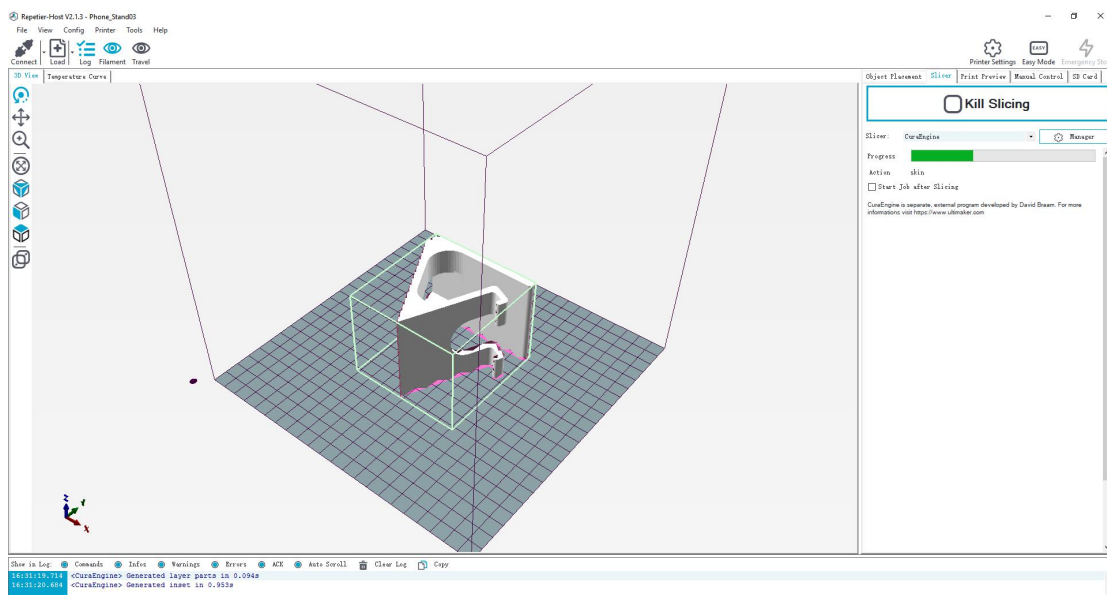 Repetier-Host V2.1.3 - Phone_Stand03
File View Config Printer Tools Help
Connect Load Log Filament Travel Printer Settings Easy Mode Emergency Sto
EASY
3D View Temperature Curve Object Placement Slicer Print Preview Manual Control SD Card
Kill Slicing
Slicer: CuraEngine Manager
Progress
Action skin
Start Job after Slicing
CuraEngine is separate, external program developed by David Braam. For more
informations visit https://www.ultimaker.com
Z Y
X
Show in Log: Commands Infos Warnings Errors ACK Auto Scroll Clear Log Copy
16:31:19.714 <CuraEngine> Generated layer parts in 0.094s
16:31:20.684 <CuraEngine> Generated inset in 0.953s